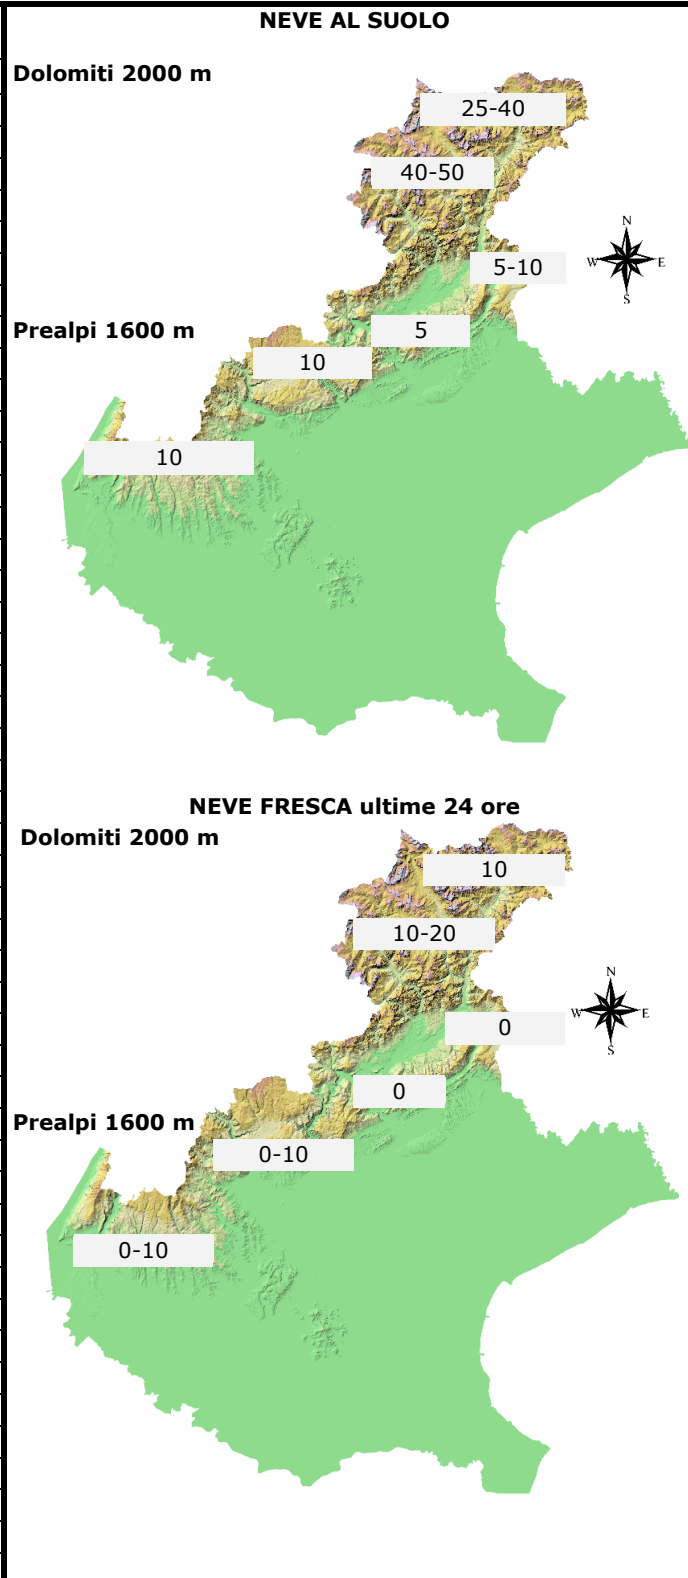 NEVE AL SUOLO
Dolomiti 2000 m
25-40
40-50
N
W E
S
5-10
Prealpi 1600 m
5
10
10
NEVE FRESCA ultime 24 ore
Dolomiti 2000 m
10
10-20
N
W E
S
0
0
Prealpi 1600 m
0-10
0-10